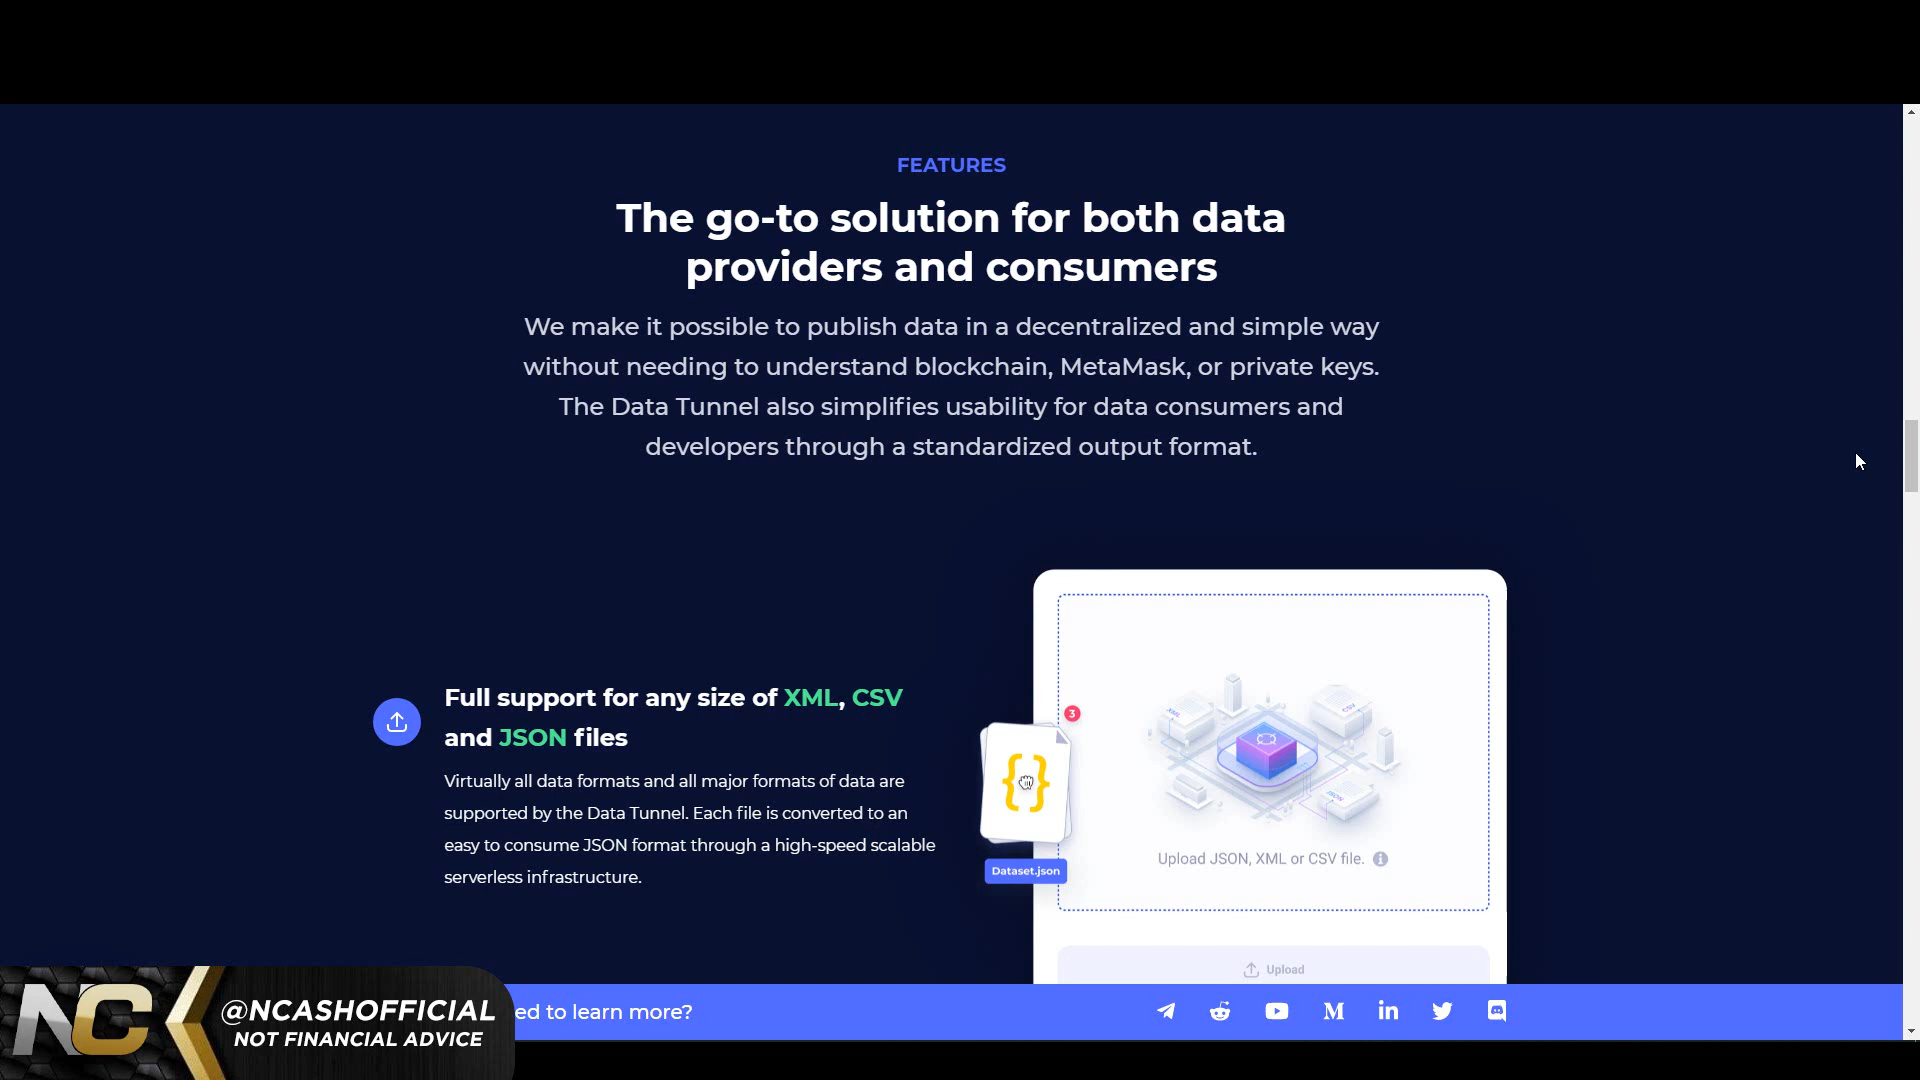 FEATURES
The go-to solution for both data
providers and consumers
We make it possible to publish data in a decentralized and simple way
without needing to understand blockchain, MetaMask, or private keys.
The Data Tunnel also simplifies usability for data consumers and
developers through a standardized output format.
Full support for any size of XML, CSV
and JSON files
Virtually all data formats and all major formats of data are
supported by the Data Tunnel. Each file is converted to an
easy to consume JSON format through a high-speed scalable
serverless infrastructure.
3
XML
CSV
JSON
Dataset.json
Upload JSON, XML or CSV file.
Upload
ed to learn more?
NC
@NCASHOFFICIAL
NOT FINANCIAL ADVICE